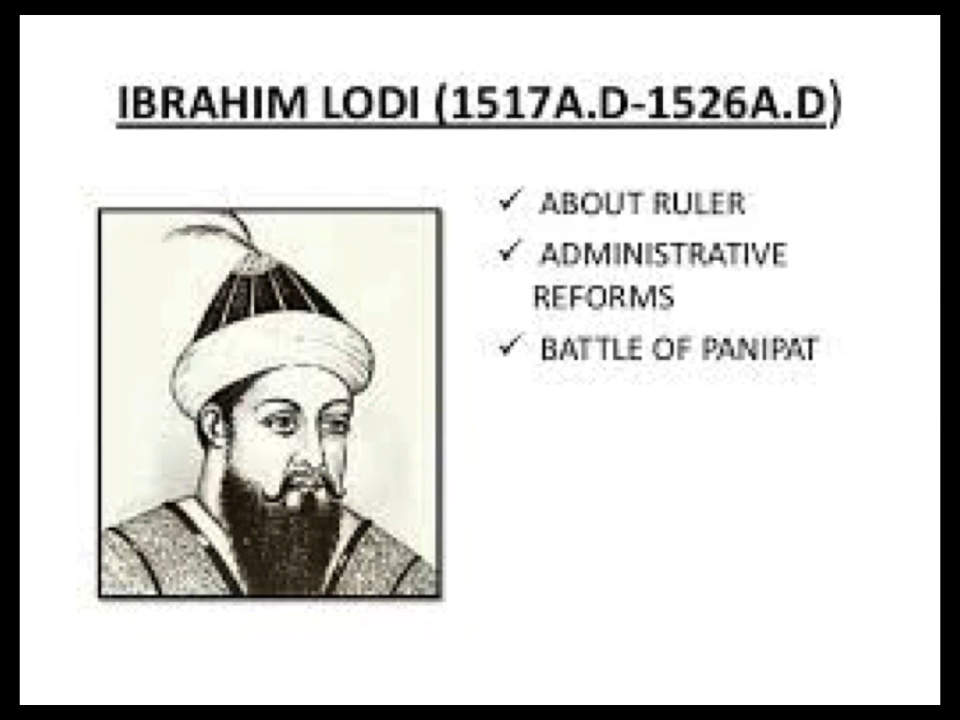 IBRAHIM LODI (1517A.D-1526A.D)
✓ ABOUT RULER
✓ ADMINISTRATIVE
REFORMS
✓ BATTLE OF PANIPAT